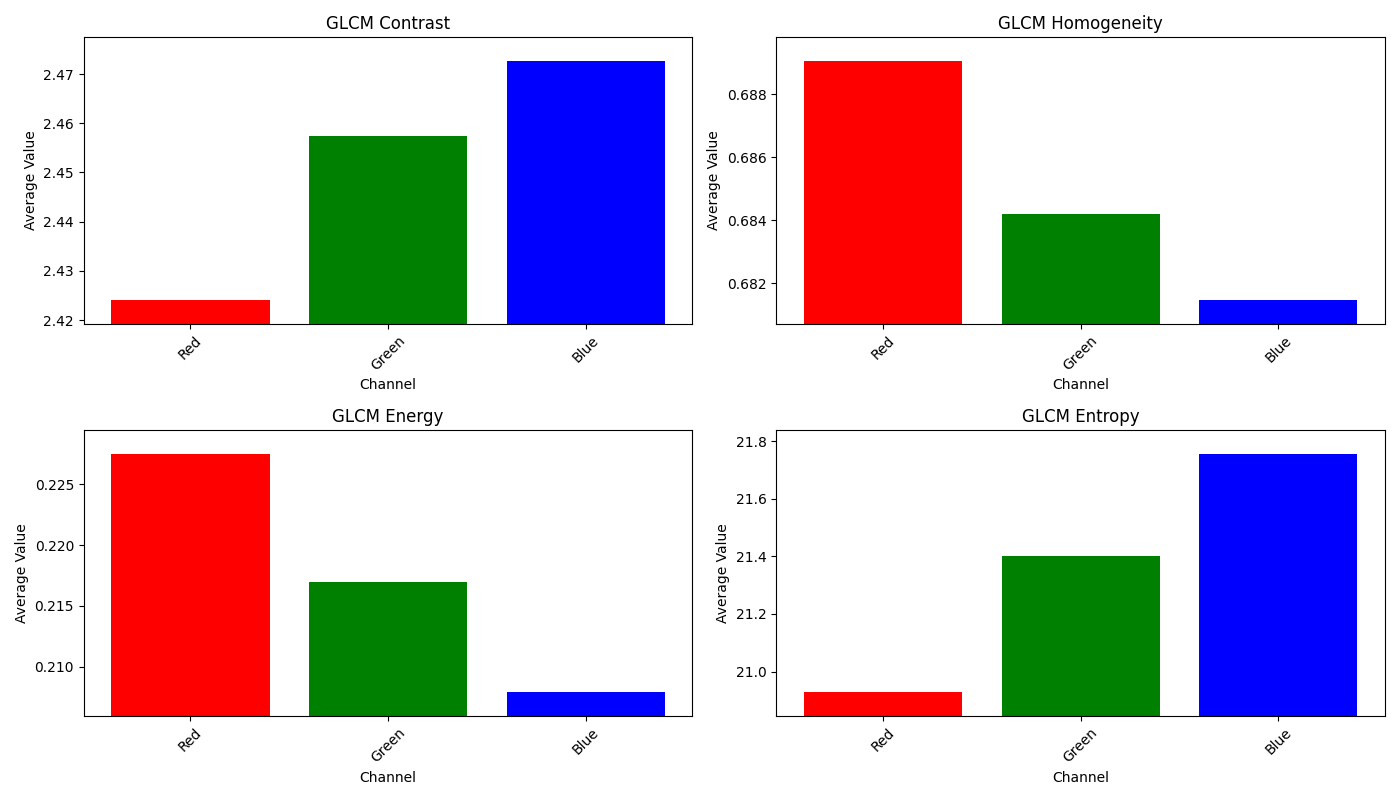 GLCM Contrast
Average Value
2.47
2.46
2.45
2.44
2.43
2.42
Red
Green
Blue
Channel
GLCM Homogeneity
Average Value
0.688
0.686
0.684
0.682
Red
Green
Blue
Channel
GLCM Energy
Average Value
0.225
0.220
0.215
0.210
Red
Green
Blue
Channel
GLCM Entropy
Average Value
21.8
21.6
21.4
21.2
21.0
Red
Green
Blue
Channel